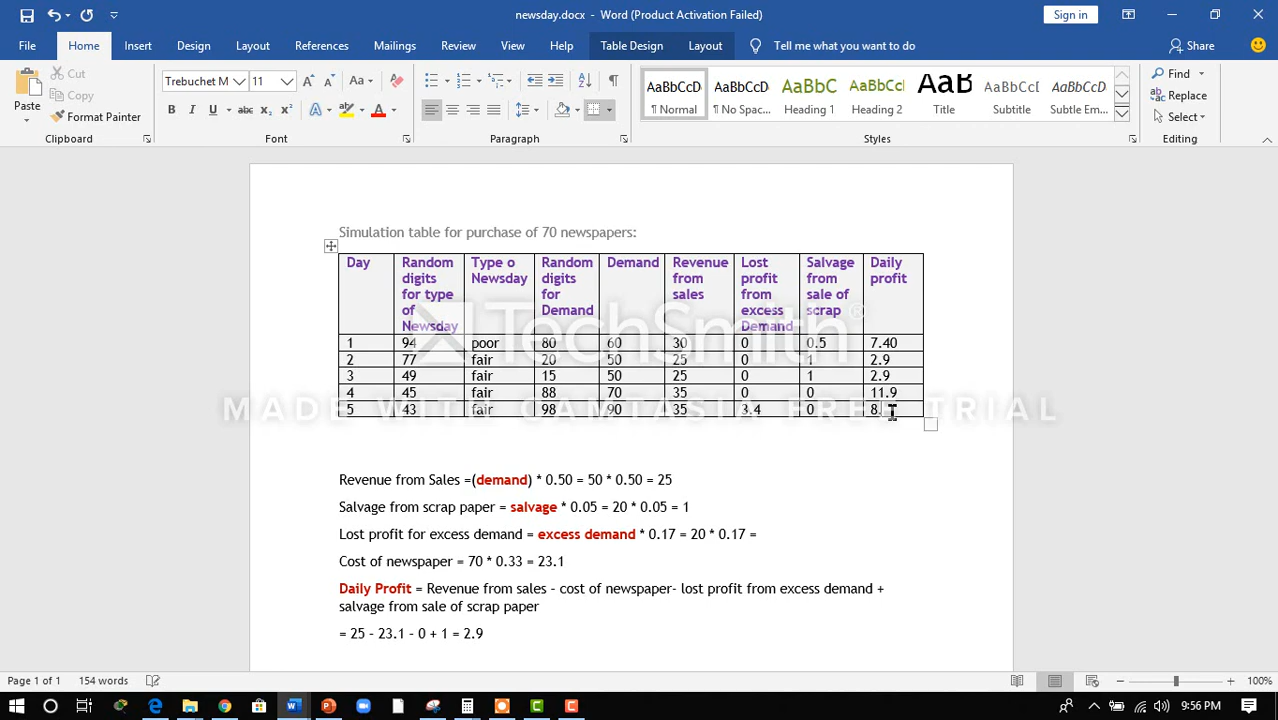 newsday.docx - Word (Product Activation Failed)
Sign in
File Home Insert Design Layout References Mailings Review View Help Table Design Layout Tell me what you want to do Share
Paste
Cut
Copy
Format Painter
Clipboard
Trebuchet M 11
Font
Paragraph
AaBbCcD AaBbCcD AaBbC AaBbCcI AaB AaBbCcD AaBbCcD
¶ Normal ¶ No Spac... Heading 1 Heading 2 Title Subtitle Subtle Em...
Styles
Find
Replace
Select
Editing
Simulation table for purchase of 70 newspapers:
Day | Random digits for type of Newsday | Type o Newsday | Random digits for Demand | Demand | Revenue from sales | Lost profit from excess Demand | Salvage from sale of scrap | Daily profit
1 94 poor 80 60 30 0 0.5 7.40
2 77 fair 20 50 25 0 1 2.9
3 49 fair 15 50 25 0 1 2.9
4 45 fair 88 70 35 0 0 11.9
5 43 fair 98 90 35 3.4 0 8.
TechSmith®
MADE WITH CAMTASIA FREE TRIAL
Revenue from Sales =(demand) * 0.50 = 50 * 0.50 = 25
Salvage from scrap paper = salvage * 0.05 = 20 * 0.05 = 1
Lost profit for excess demand = excess demand * 0.17 = 20 * 0.17 =
Cost of newspaper = 70 * 0.33 = 23.1
Daily Profit = Revenue from sales – cost of newspaper- lost profit from excess demand +
salvage from sale of scrap paper
= 25 – 23.1 – 0 + 1 = 2.9
Page 1 of 1 154 words 100%
9:56 PM